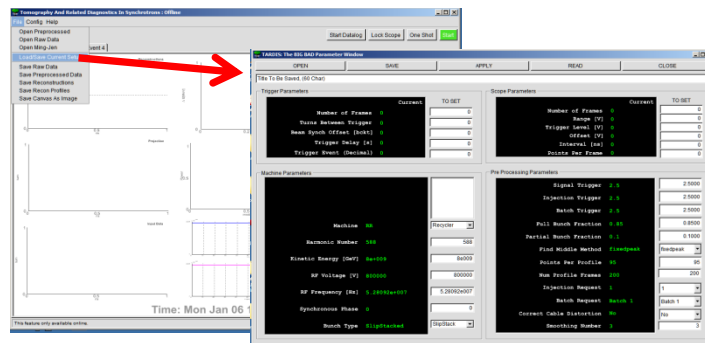 Tomography And Related Diagnostics In Synchrotrons : Offline
File Config Help
Open Preprocessed
Open Raw Data
Open Ming-Jen
Load/Save Current Setup
Save Raw Data
Save Preprocessed Data
Save Reconstructions
Save Recon Profiles
Save Canvas As Image
Event 4
Start Datalog Lock Scope One Shot Start
Time: Mon Jan 06 1
This feature only available online.
TARDIS: The BIG BAD Parameter Window
OPEN SAVE APPLY READ CLOSE
Title To Be Saved, (60 Char)
Trigger Parameters
Current TO SET
Number of Frames 0 0
Turns Between Trigger 0 0
Beam Synch Offset [bckt] 0 0
Trigger Delay [s] 0 0
Trigger Event (Decimal) 0 0
Scope Parameters
Current TO SET
Number of Frames 0 0
Range [V] 0 0
Trigger Level [V] 0 0
Offset [V] 0 0
Interval [ns] 0 0
Points Per Frame 0 0
Machine Parameters
Machine RR Recycler
Harmonic Number 588 588
Kinetic Energy [GeV] 8e+009 8e009
RF Voltage [V] 800000 800000
RF Frequency [Hz] 5.28092e+007 5.28092e007
Synchronous Phase 0 0
Bunch Type SlipStacked SlipStack
Pre Processing Parameters
Signal Trigger 2.5 2.5000
Injection Trigger 2.5 2.5000
Batch Trigger 2.5 2.5000
Full Bunch Fraction 0.85 0.8500
Partial Bunch Fraction 0.1 0.1000
Find Middle Method fixedpeak fixedpeak
Points Per Profile 95 95
Num Profile Frames 200 200
Injection Request 1 1
Batch Request Batch 1 Batch 1
Correct Cable Distortion No No
Smoothing Number 3 3